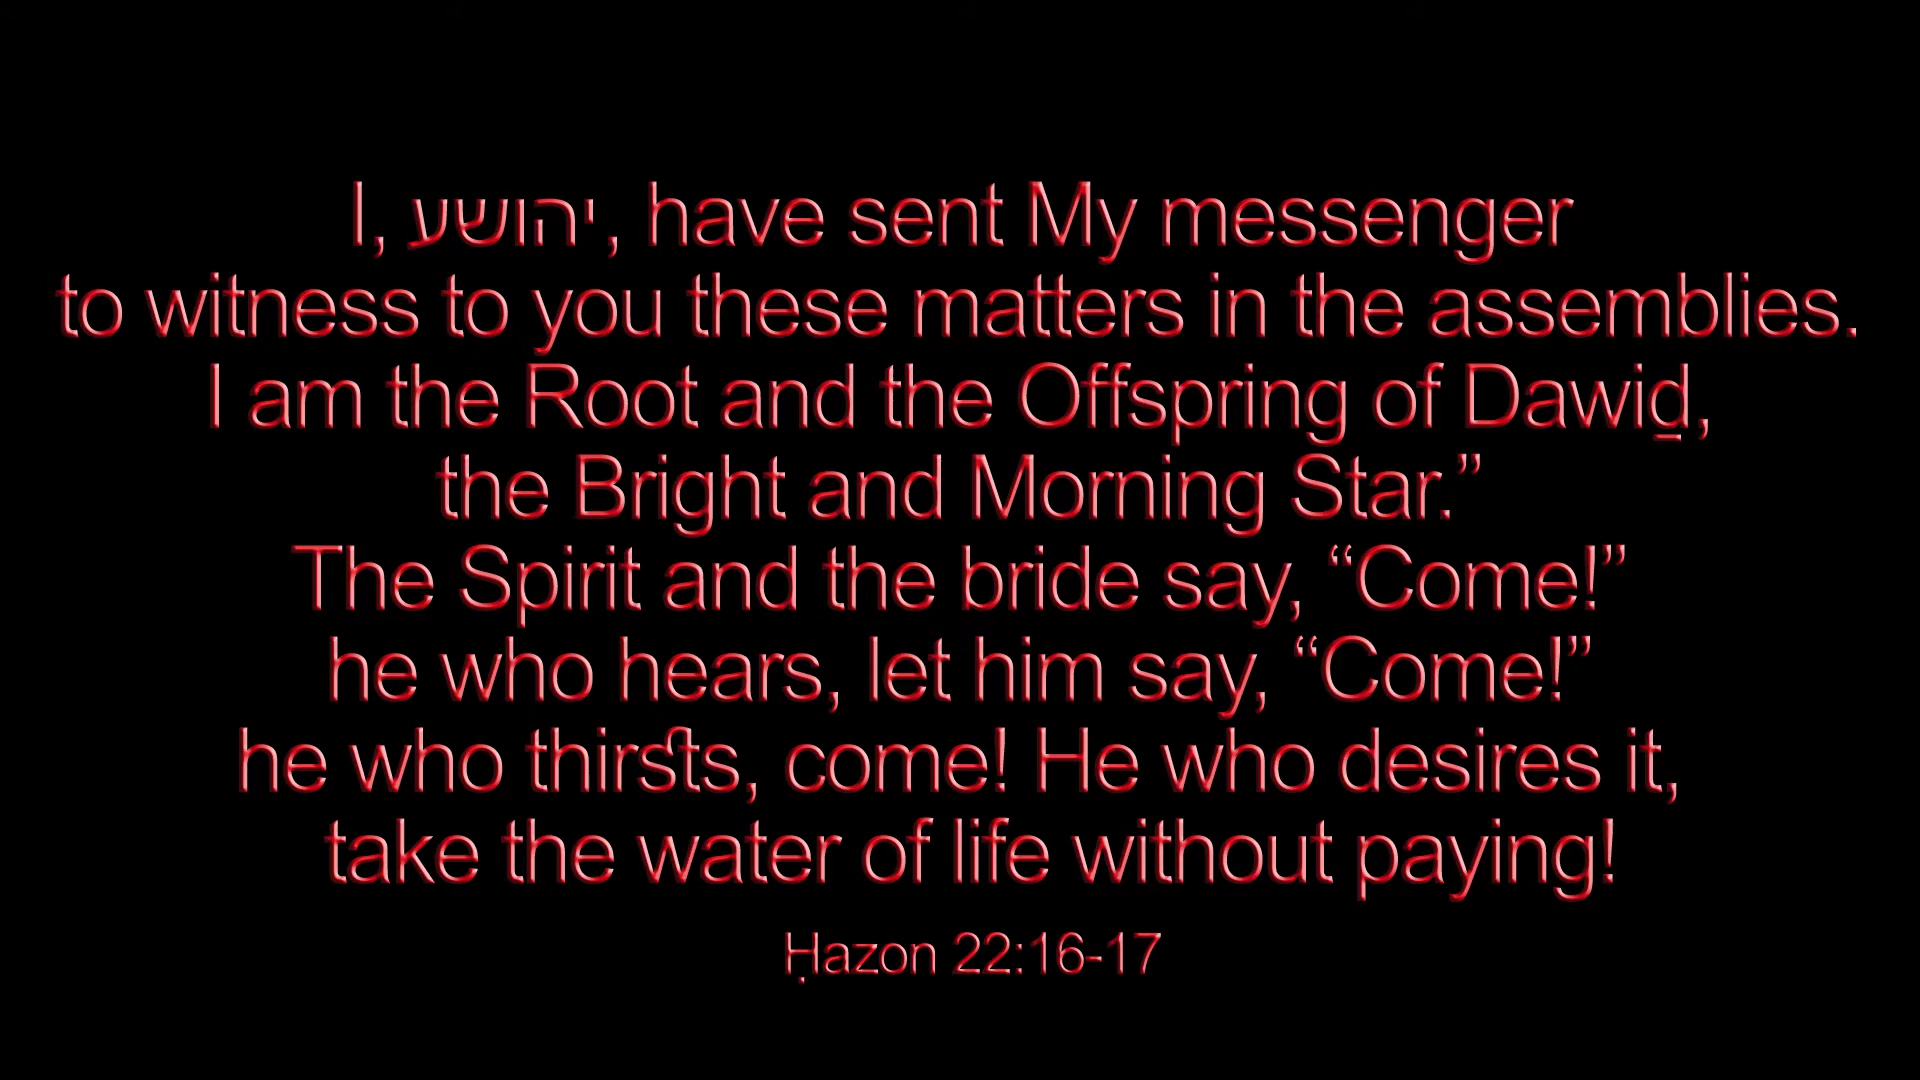 I, יהושע, have sent My messenger
to witness to you these matters in the assemblies.
I am the Root and the Offspring of Dawiḏ,
the Bright and Morning Star.”
The Spirit and the bride say, “Come!”
he who hears, let him say, “Come!”
he who thirsts, come! He who desires it,
take the water of life without paying!
Ḥazon 22:16-17